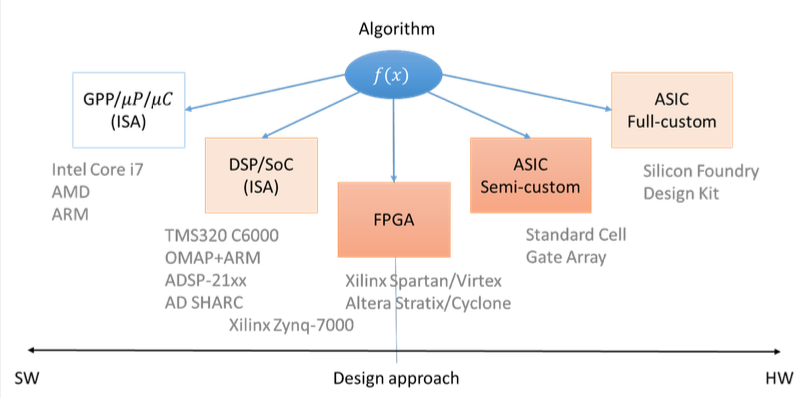 Algorithm
f(x)
GPP/μP/μC
(ISA)
ASIC
Full-custom
DSP/SoC
(ISA)
ASIC
Semi-custom
Intel Core i7
AMD
ARM
Silicon Foundry
Design Kit
FPGA
TMS320 C6000
OMAP+ARM
ADSP-21xx
AD SHARC
Standard Cell
Gate Array
Xilinx Spartan/Virtex
Altera Stratix/Cyclone
Xilinx Zynq-7000
SW
Design approach
HW